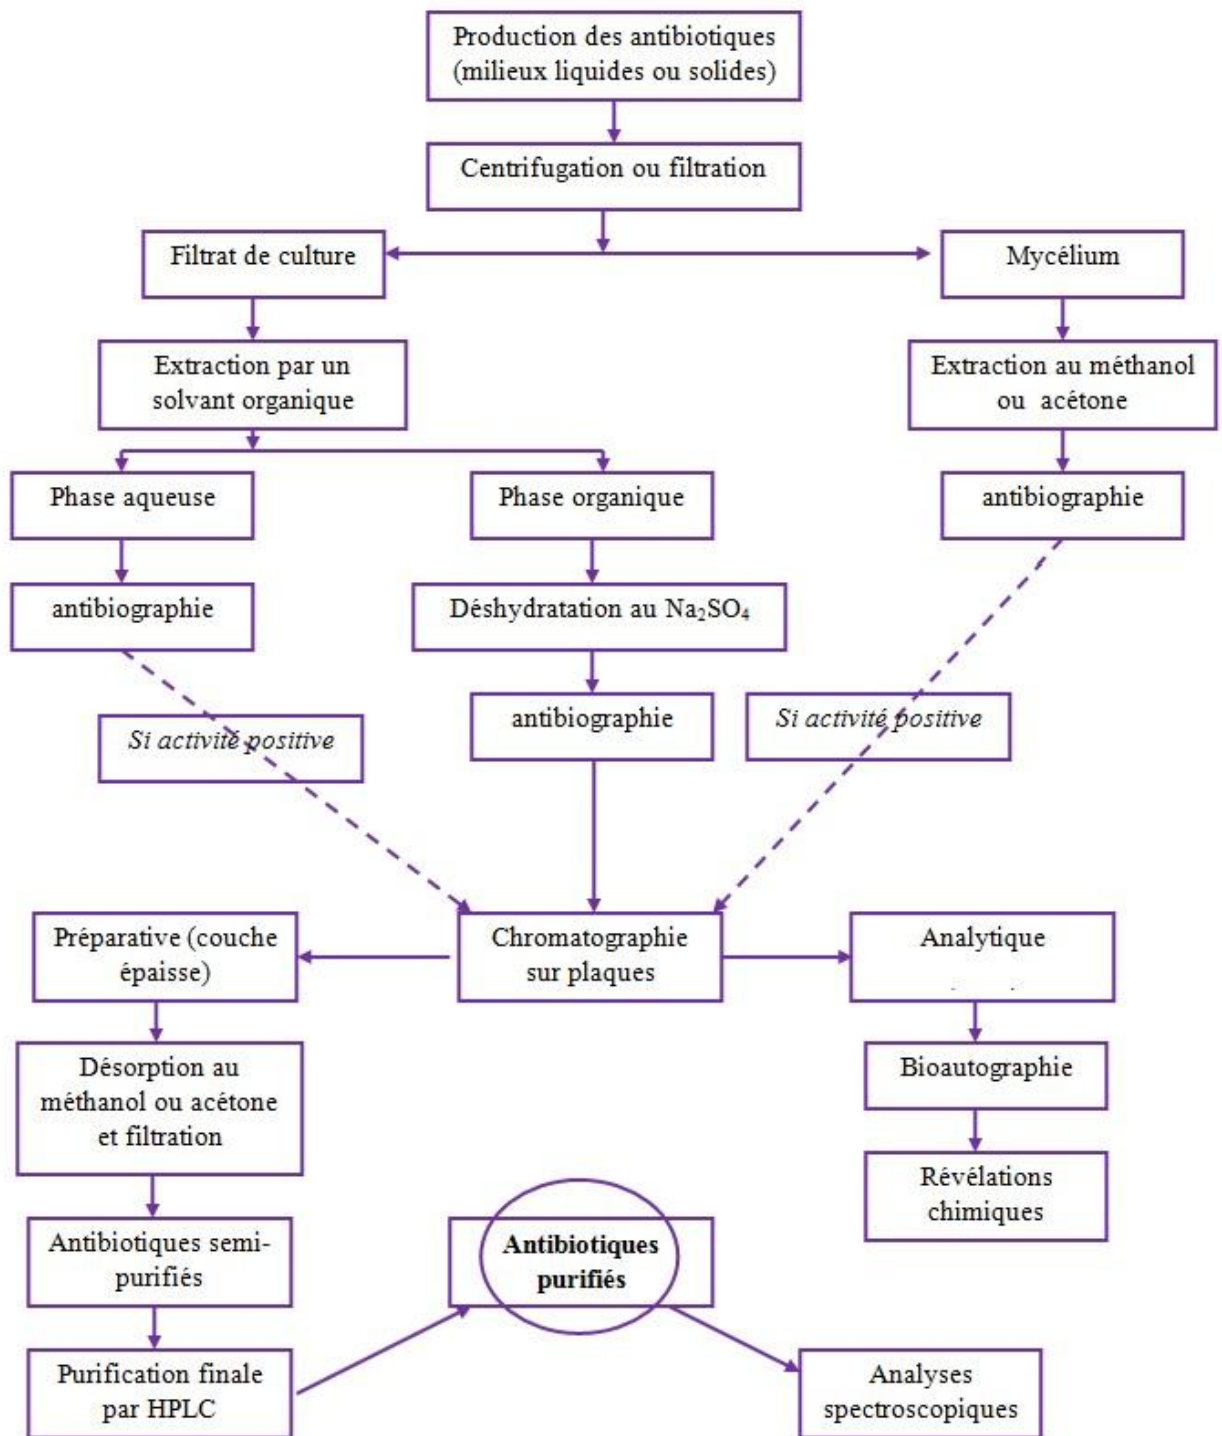 Production des antibiotiques
(milieux liquides ou solides)
Centrifugation ou filtration
Filtrat de culture
Mycélium
Extraction par un
solvant organique
Extraction au méthanol
ou acétone
Phase aqueuse
Phase organique
antibiographie
antibiographie
Déshydratation au Na₂SO₄
antibiographie
Si activité positive
Si activité positive
Préparative (couche
épaisse)
Chromatographie
sur plaques
Analytique
Désorption au
méthanol ou acétone
et filtration
Bioautographie
Révélations
chimiques
Antibiotiques semi-
purifiés
Antibiotiques
purifiés
Purification finale
par HPLC
Analyses
spectroscopiques